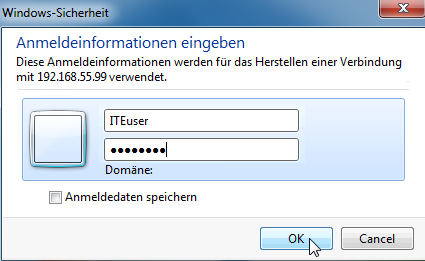 Windows-Sicherheit
Anmeldeinformationen eingeben
Diese Anmeldeinformationen werden für das Herstellen einer Verbindung
mit 192.168.55.99 verwendet.
ITEuser
●●●●●●●●
Domäne:
Anmeldedaten speichern
OK
Cancel